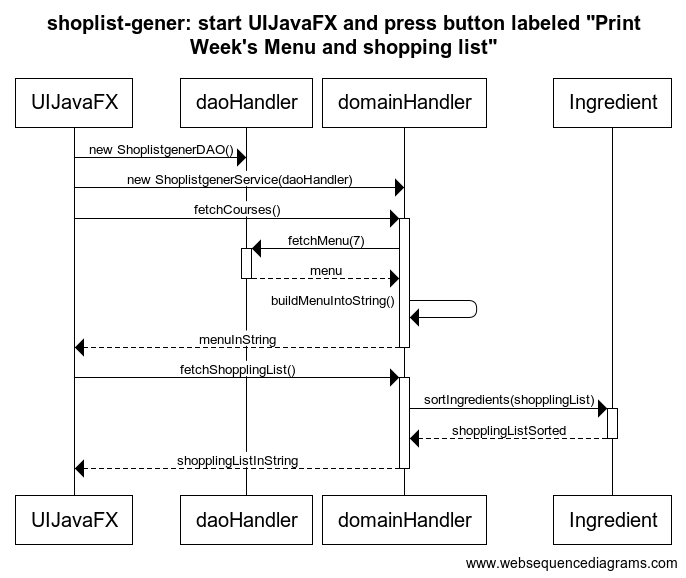 shoplist-gener: start UIJavaFX and press button labeled "Print
Week's Menu and shopping list"
UIJavaFX
daoHandler
domainHandler
Ingredient
new ShoplistgenerDAO()
new ShoplistgenerService(daoHandler)
fetchCourses()
fetchMenu(7)
menu
buildMenuIntoString()
menuInString
fetchShopplingList()
sortIngredients(shopplingList)
shopplingListSorted
shopplingListInString
UIJavaFX
daoHandler
domainHandler
Ingredient
www.websequencediagrams.com